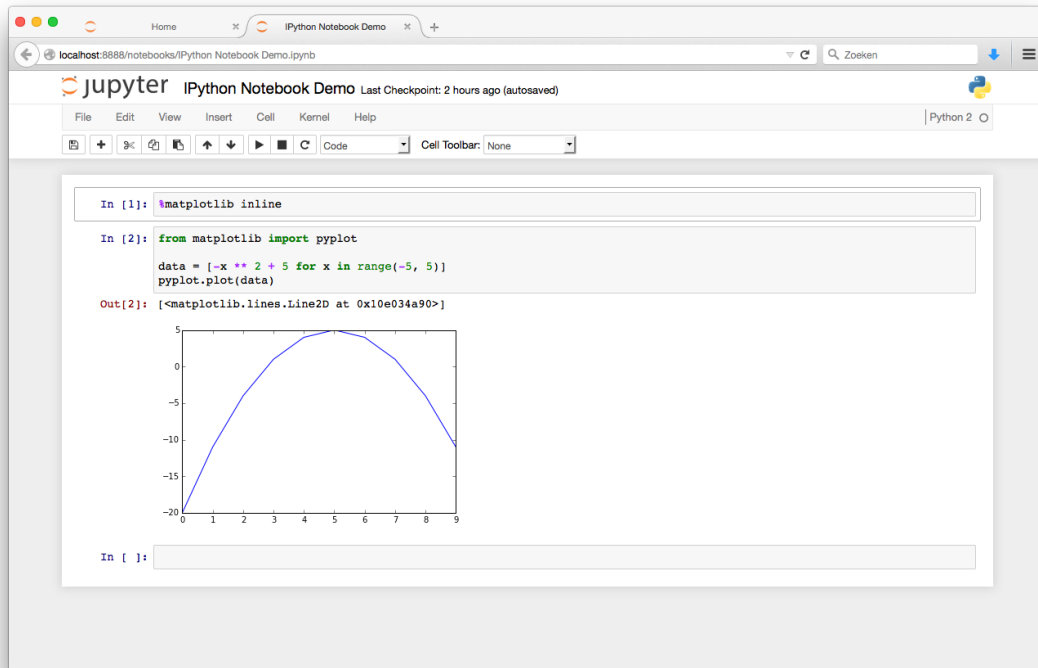 Home
IPython Notebook Demo
localhost:8888/notebooks/IPython Notebook Demo.ipynb
Zoeken
jupyter IPython Notebook Demo Last Checkpoint: 2 hours ago (autosaved)
File Edit View Insert Cell Kernel Help Python 2
Code Cell Toolbar: None
In [1]: %matplotlib inline
In [2]: from matplotlib import pyplot
data = [-x ** 2 + 5 for x in range(-5, 5)]
pyplot.plot(data)
Out[2]: [<matplotlib.lines.Line2D at 0x10e034a90>]
5
0
−5
−10
−15
−20
0 1 2 3 4 5 6 7 8 9
In [ ]: